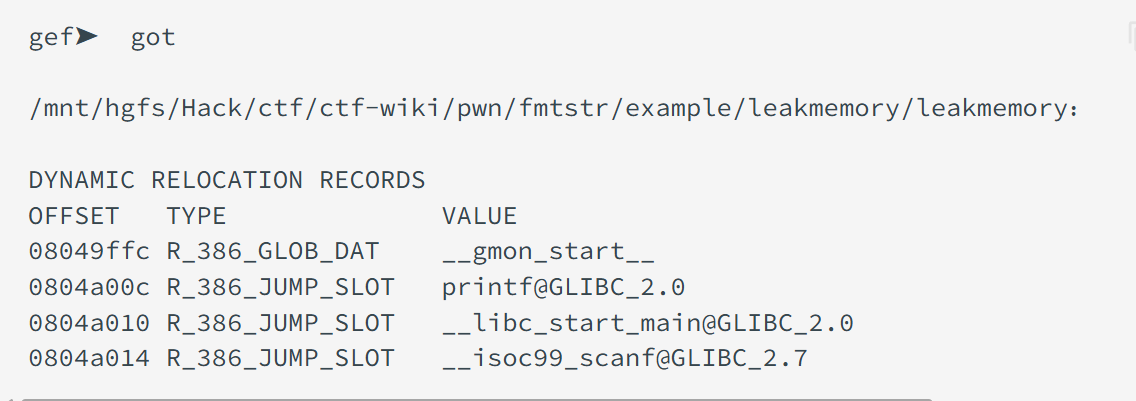 gef➤  got
/mnt/hgfs/Hack/ctf/ctf-wiki/pwn/fmtstr/example/leakmemory/leakmemory:
DYNAMIC RELOCATION RECORDS
OFFSET   TYPE              VALUE
08049ffc R_386_GLOB_DAT    __gmon_start__
0804a00c R_386_JUMP_SLOT   printf@GLIBC_2.0
0804a010 R_386_JUMP_SLOT   __libc_start_main@GLIBC_2.0
0804a014 R_386_JUMP_SLOT   __isoc99_scanf@GLIBC_2.7